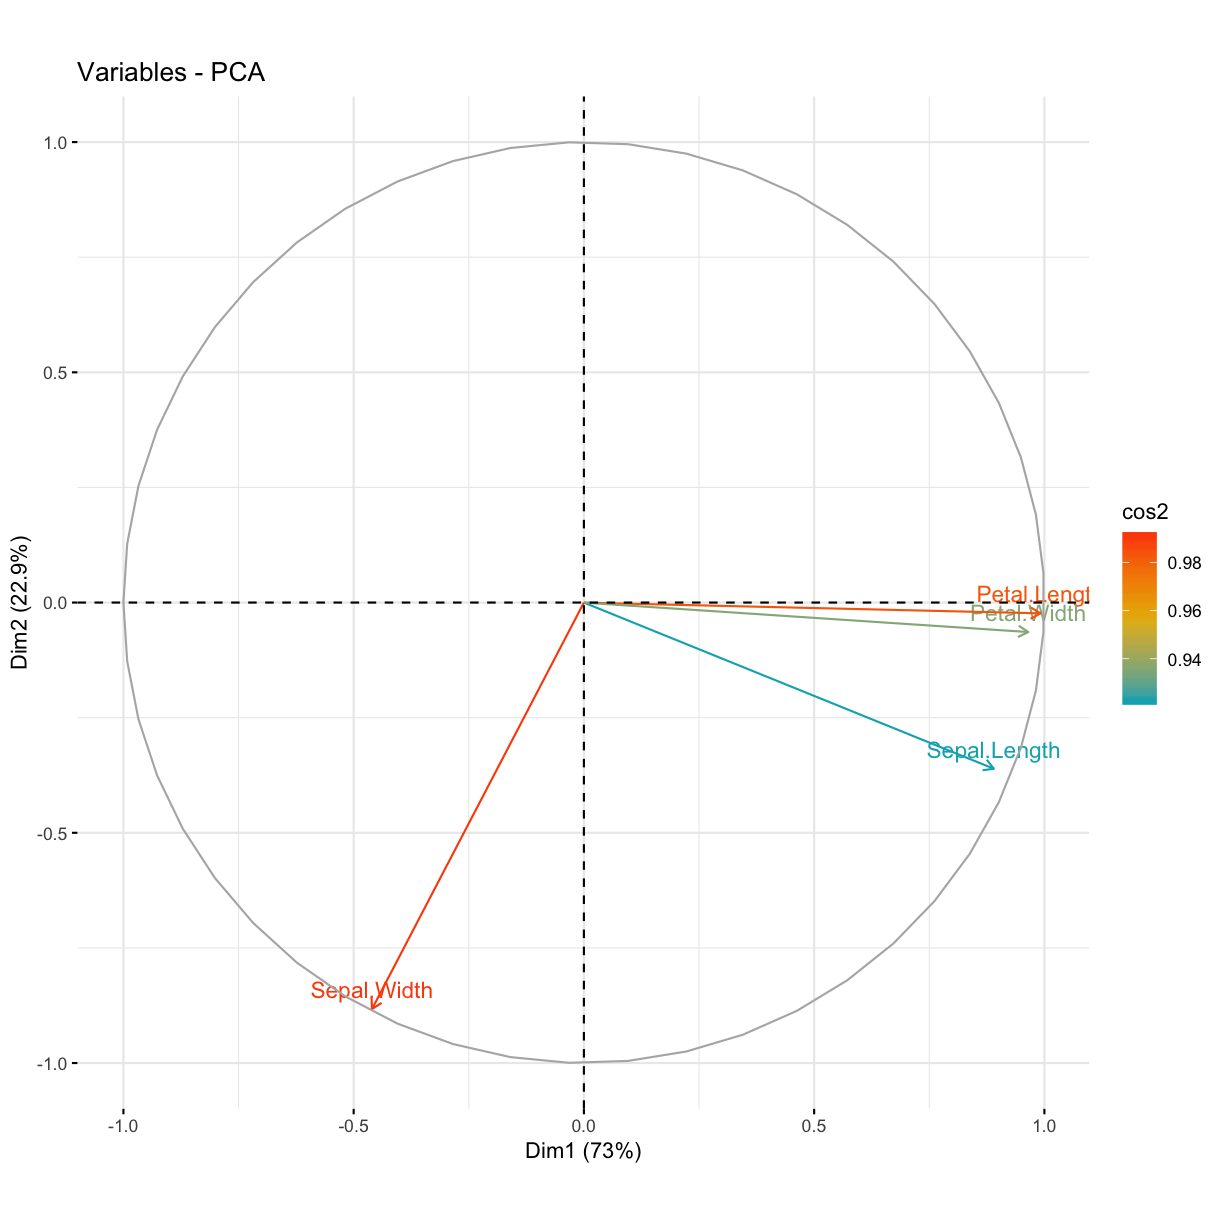 Variables - PCA
1.0
0.5
0.0
-0.5
-1.0
Dim2 (22.9%)
Petal.Lengt
Petal.Width
Sepal.Length
Sepal.Width
-1.0
-0.5
0.0
0.5
1.0
Dim1 (73%)
cos2
0.98
0.96
0.94